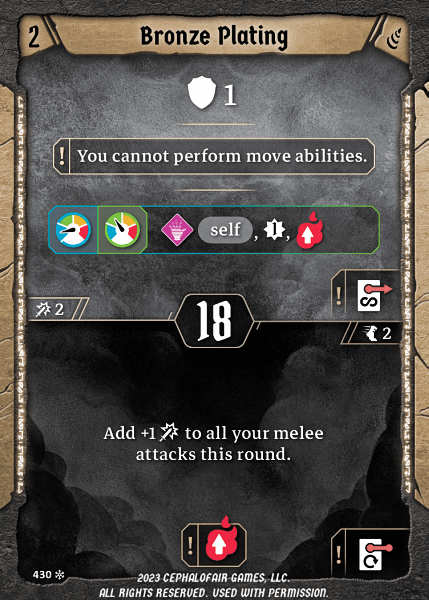 2
Bronze Plating
1
! You cannot perform move abilities.
self , 1 ,
!
2
18
! 2
Add +1 to all your melee
attacks this round.
!
!
430
2023 CEPHALOFAIR GAMES, LLC.
ALL RIGHTS RESERVED. USED WITH PERMISSION.